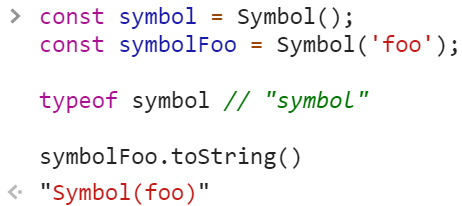 > const symbol = Symbol();
const symbolFoo = Symbol('foo');
typeof symbol // "symbol"
symbolFoo.toString()
"Symbol(foo)"